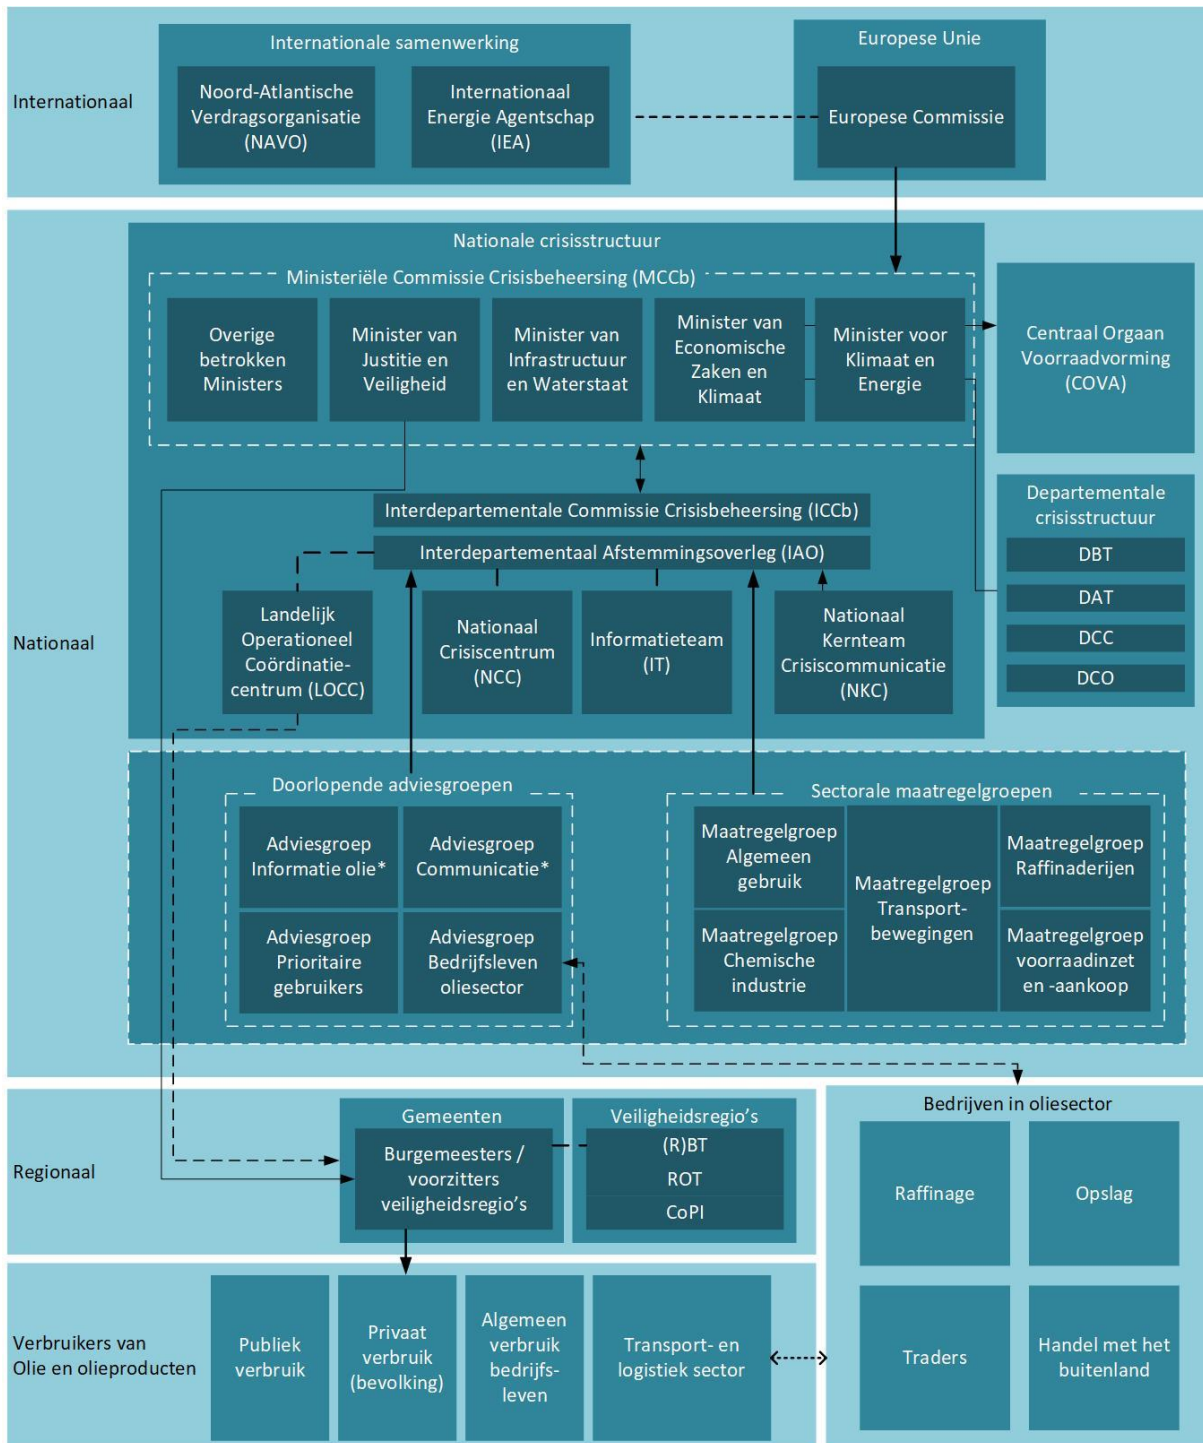 Internationaal
Internationale samenwerking
Noord-Atlantische
Verdragsorganisatie
(NAVO)
Internationaal
Energie Agentschap
(IEA)
Europese Unie
Europese Commissie
Nationaal
Nationale crisisstructuur
Ministeriële Commissie Crisisbeheersing (MCCb)
Overige
betrokken
Ministers
Minister van
Justitie en
Veiligheid
Minister van
Infrastructuur
en Waterstaat
Minister van
Economische
Zaken en
Klimaat
Minister voor
Klimaat en
Energie
Centraal Orgaan
Voorraadvorming
(COVA)
Interdepartementale Commissie Crisisbeheersing (ICCb)
Interdepartementaal Afstemmingsoverleg (IAO)
Landelijk
Operationeel
Coördinatie-
centrum (LOCC)
Nationaal
Crisiscentrum
(NCC)
Informatieteam
(IT)
Nationaal
Kernteam
Crisiscommunicatie
(NKC)
Departementale
crisisstructuur
DBT
DAT
DCC
DCO
Doorlopende adviesgroepen
Adviesgroep
Informatie olie*
Adviesgroep
Communicatie*
Adviesgroep
Prioritaire
gebruikers
Adviesgroep
Bedrijfsleven
oliesector
Sectorale maatregelgroepen
Maatregelgroep
Algemeen
gebruik
Maatregelgroep
Chemische
industrie
Maatregelgroep
Transport-
bewegingen
Maatregelgroep
Raffinaderijen
Maatregelgroep
voorraadinzet
en -aankoop
Regionaal
Gemeenten
Burgemeesters /
voorzitters
veiligheidsregio's
Veiligheidsregio's
(R)BT
ROT
CoPI
Bedrijven in oliesector
Raffinage
Opslag
Traders
Handel met het
buitenland
Verbruikers van
Olie en olieproducten
Publiek
verbruik
Privaat
verbruik
(bevolking)
Algemeen
verbruik
bedrijfs-
leven
Transport- en
logistiek sector